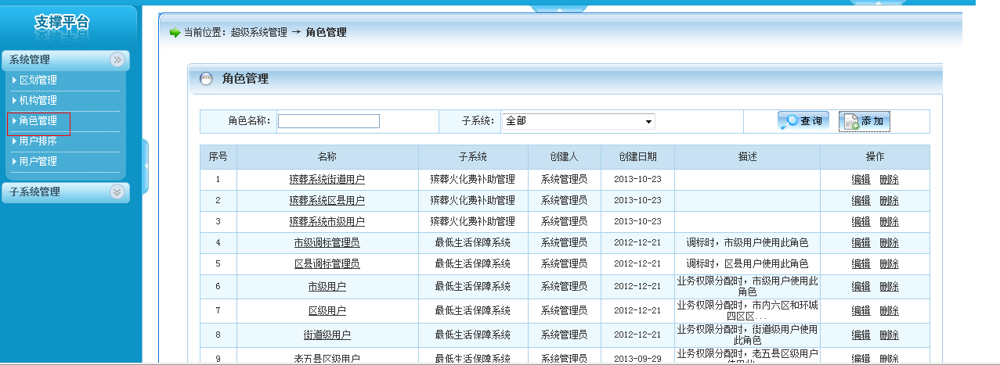 支撑平台
系统管理
区划管理
机构管理
角色管理
用户排序
用户管理
子系统管理
当前位置：超级系统管理 → 角色管理
角色管理
角色名称： 子系统： 全部 查询 添加
序号 名称 子系统 创建人 创建日期 描述 操作
1 殡葬系统街道用户 殡葬火化费补助管理 系统管理员 2013-10-23 编辑 删除
2 殡葬系统区县用户 殡葬火化费补助管理 系统管理员 2013-10-23 编辑 删除
3 殡葬系统市级用户 殡葬火化费补助管理 系统管理员 2013-10-23 编辑 删除
4 市级调标管理员 最低生活保障系统 系统管理员 2012-12-21 调标时，市级用户使用此角色 编辑 删除
5 区县调标管理员 最低生活保障系统 系统管理员 2012-12-21 调标时，区县用户使用此角色 编辑 删除
6 市级用户 最低生活保障系统 系统管理员 2012-12-21 业务权限分配时，市级用户使用此
角色 编辑 删除
7 区级用户 最低生活保障系统 系统管理员 2012-12-21 业务权限分配时，市内六区和环城
四区区... 编辑 删除
8 街道级用户 最低生活保障系统 系统管理员 2012-12-21 业务权限分配时，街道级用户使用
此角色 编辑 删除
9 老五县区级用户 最低生活保障系统 系统管理员 2013-09-29 业务权限分配时，老五县区级用户 编辑 删除